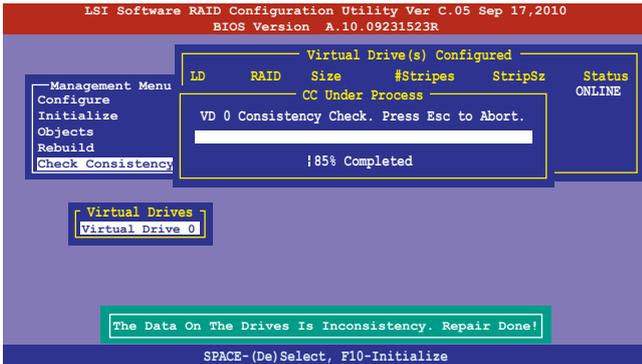 LSI Software RAID Configuration Utility Ver C.05 Sep 17,2010
BIOS Version A.10.09231523R
Virtual Drive(s) Configured
LD RAID Size #Stripes StripSz Status
ONLINE
Management Menu
Configure
Initialize
Objects
Rebuild
Check Consistency
CC Under Process
VD 0 Consistency Check. Press Esc to Abort.
¦85% Completed
Virtual Drives
Virtual Drive 0
The Data On The Drives Is Inconsistency. Repair Done!
SPACE-(De)Select, F10-Initialize